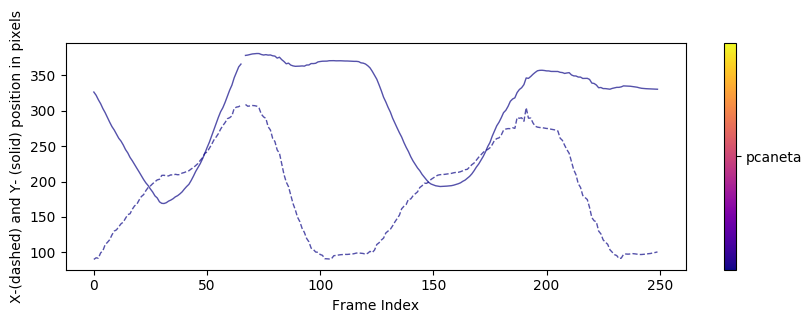 X-(dashed) and Y- (solid) position in pixels
350
300
250
200
150
100
0 50 100 150 200 250
Frame Index
pcaneta